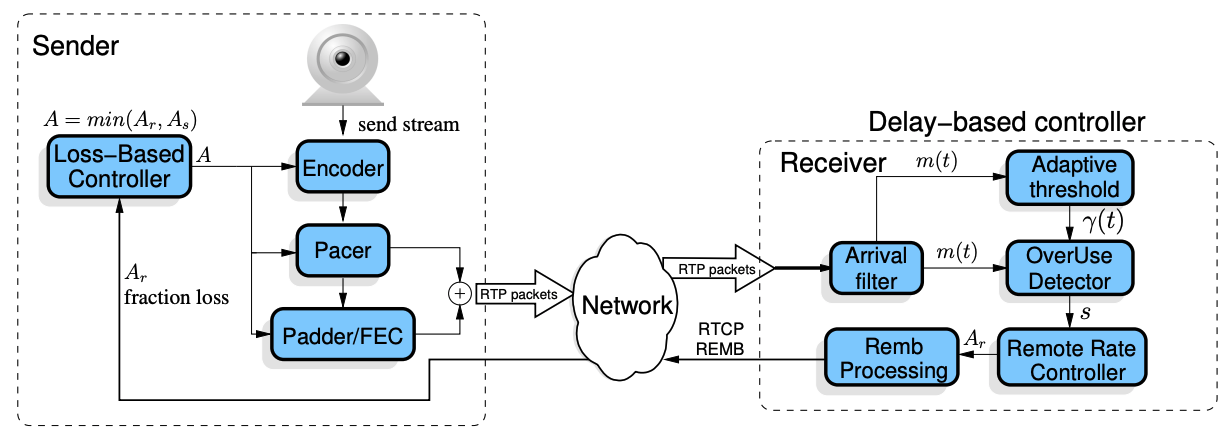 Sender
A = min(A_r, A_s)
Loss−Based
Controller
A
send stream
Encoder
Pacer
Padder/FEC
A_r
fraction loss
+
RTP packets
Network
RTP packets
RTCP
REMB
Delay−based controller
Receiver
m(t)
Adaptive
threshold
γ(t)
Arrival
filter
m(t)
OverUse
Detector
s
Remote Rate
Controller
A_r
Remb
Processing